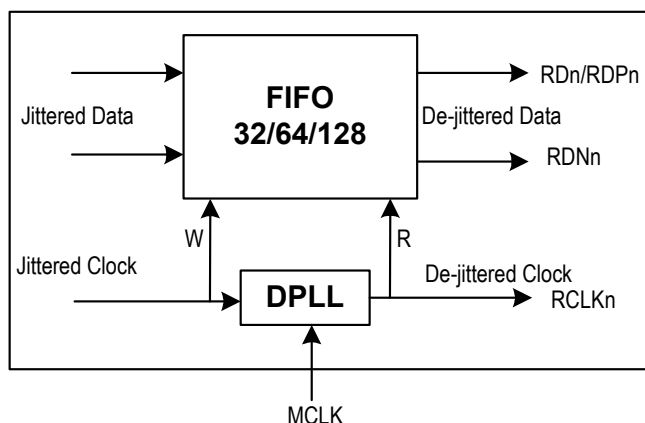 RDn/RDPn
FIFO
32/64/128
Jittered Data
De-jittered Data
RDNn
W
R
Jittered Clock
De-jittered Clock
DPLL
RCLKn
MCLK